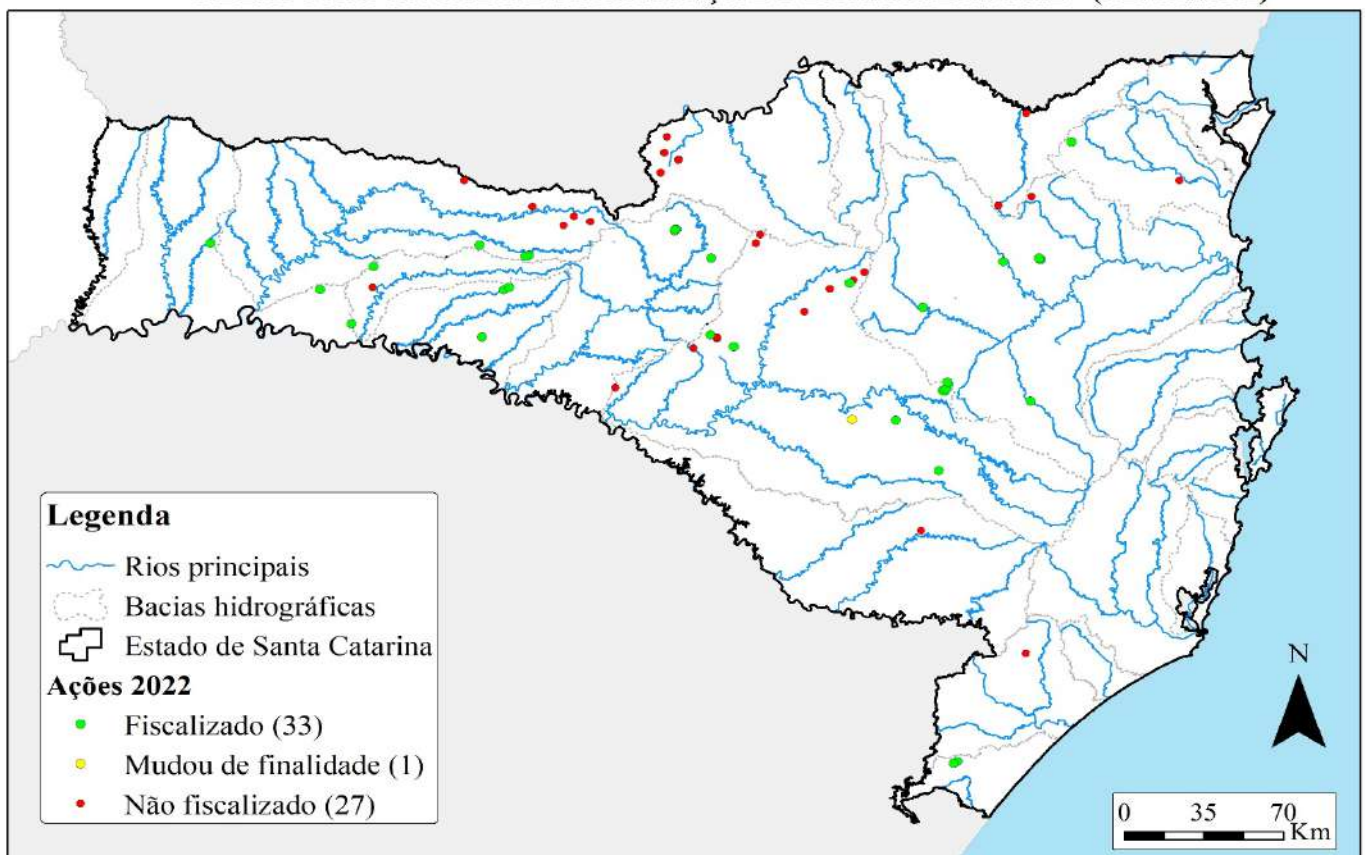 Legenda
Rios principais
Bacias hidrográficas
Estado de Santa Catarina
Ações 2022
Fiscalizado (33)
Mudou de finalidade (1)
Não fiscalizado (27)
N
0 35 70
Km